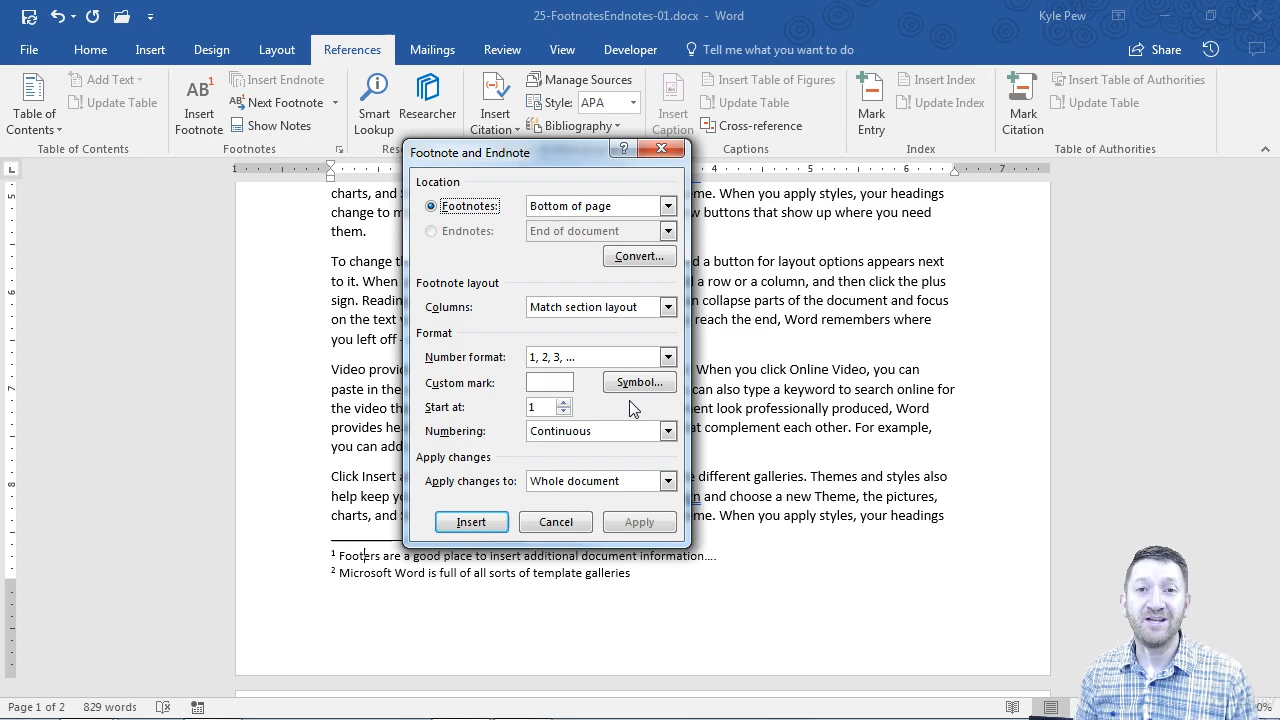 25-FootnotesEndnotes-01.docx - Word
Kyle Pew
File Home Insert Design Layout References Mailings Review View Developer Tell me what you want to do Share
Table of Contents
Add Text
Update Table
Table of Contents
AB1
Insert Footnote
Insert Endnote
Next Footnote
Show Notes
Footnotes
Smart Lookup
Researcher
Insert Citation
Manage Sources
Style: APA
Bibliography
Insert Caption
Insert Table of Figures
Update Table
Cross-reference
Captions
Mark Entry
Insert Index
Update Index
Index
Mark Citation
Insert Table of Authorities
Update Table
Table of Authorities
Footnote and Endnote
Location
Footnotes: Bottom of page
Endnotes: End of document
Convert...
Footnote layout
Columns: Match section layout
Format
Number format: 1, 2, 3, ...
Custom mark: Symbol...
Start at: 1
Numbering: Continuous
Apply changes
Apply changes to: Whole document
Insert Cancel Apply
charts, and me. When you apply styles, your headings
change to m w buttons that show up where you need
them.
To change th d a button for layout options appears next
to it. When d a row or a column, and then click the plus
sign. Readin n collapse parts of the document and focus
on the text reach the end, Word remembers where
you left off
Video provi When you click Online Video, you can
paste in the can also type a keyword to search online for
the video th ent look professionally produced, Word
provides he at complement each other. For example,
you can add
Click Insert a e different galleries. Themes and styles also
help keep yo n and choose a new Theme, the pictures,
charts, and me. When you apply styles, your headings
1 Footers are a good place to insert additional document information....
2 Microsoft Word is full of all sorts of template galleries
Page 1 of 2 829 words